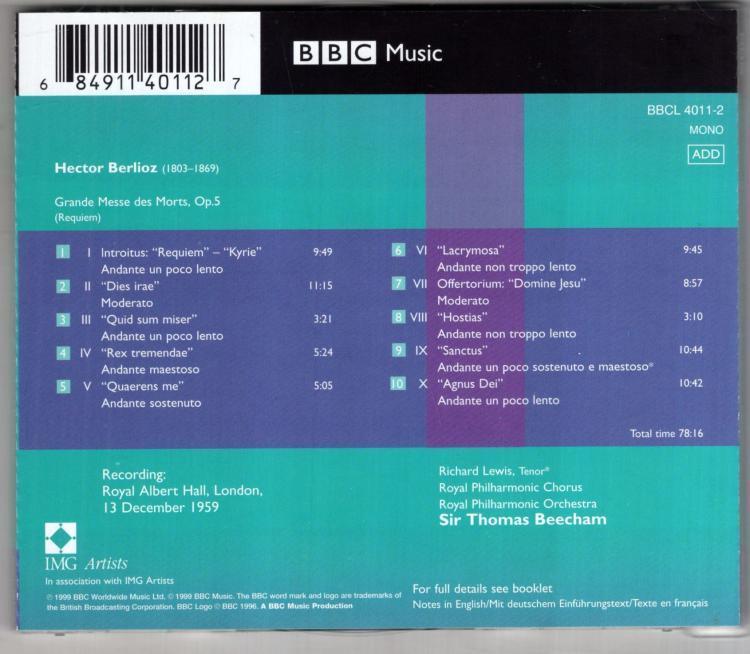 6 84911 40112 7
BBC Music
BBCL 4011-2
MONO
ADD
Hector Berlioz (1803–1869)
Grande Messe des Morts, Op.5
(Requiem)
1 I Introitus: “Requiem” – “Kyrie” 9:49
Andante un poco lento
2 II “Dies irae” 11:15
Moderato
3 III “Quid sum miser” 3:21
Andante un poco lento
4 IV “Rex tremendae” 5:24
Andante maestoso
5 V “Quaerens me” 5:05
Andante sostenuto
6 VI “Lacrymosa” 9:45
Andante non troppo lento
7 VII Offertorium: “Domine Jesu” 8:57
Moderato
8 VIII “Hostias” 3:10
Andante non troppo lento
9 IX “Sanctus” 10:44
Andante un poco sostenuto e maestoso*
10 X “Agnus Dei” 10:42
Andante un poco lento
Total time 78:16
Recording:
Royal Albert Hall, London,
13 December 1959
Richard Lewis, Tenor*
Royal Philharmonic Chorus
Royal Philharmonic Orchestra
Sir Thomas Beecham
IMG Artists
In association with IMG Artists
℗ 1999 BBC Worldwide Music Ltd. © 1999 BBC Music. The BBC word mark and logo are trademarks of
the British Broadcasting Corporation. BBC Logo © BBC 1996. A BBC Music Production
For full details see booklet
Notes in English/Mit deutschem Einführungstext/Texte en français